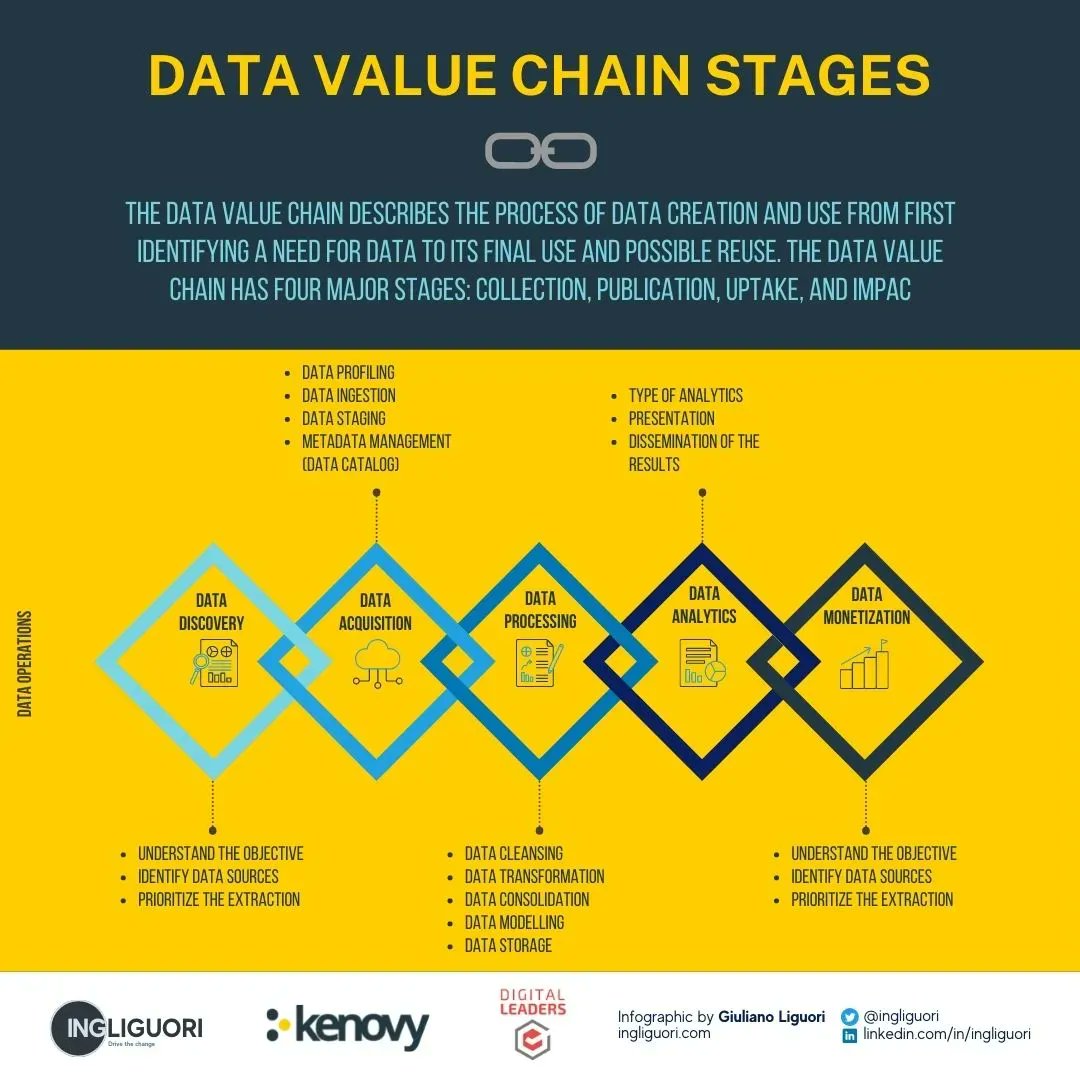 DATA VALUE CHAIN STAGES
THE DATA VALUE CHAIN DESCRIBES THE PROCESS OF DATA CREATION AND USE FROM FIRST
IDENTIFYING A NEED FOR DATA TO ITS FINAL USE AND POSSIBLE REUSE. THE DATA VALUE
CHAIN HAS FOUR MAJOR STAGES: COLLECTION, PUBLICATION, UPTAKE, AND IMPAC
• DATA PROFILING
• DATA INGESTION
• DATA STAGING
• METADATA MANAGEMENT
(DATA CATALOG)
• TYPE OF ANALYTICS
• PRESENTATION
• DISSEMINATION OF THE
RESULTS
DATA OPERATIONS
DATA
DISCOVERY
DATA
ACQUISITION
DATA
PROCESSING
DATA
ANALYTICS
DATA
MONETIZATION
• UNDERSTAND THE OBJECTIVE
• IDENTIFY DATA SOURCES
• PRIORITIZE THE EXTRACTION
• DATA CLEANSING
• DATA TRANSFORMATION
• DATA CONSOLIDATION
• DATA MODELLING
• DATA STORAGE
• UNDERSTAND THE OBJECTIVE
• IDENTIFY DATA SOURCES
• PRIORITIZE THE EXTRACTION
INGLIGUORI
Drive the change
kenovy
DIGITAL
LEADERS
Infographic by Giuliano Liguori
ingliguori.com
@ingliguori
linkedin.com/in/ingliguori